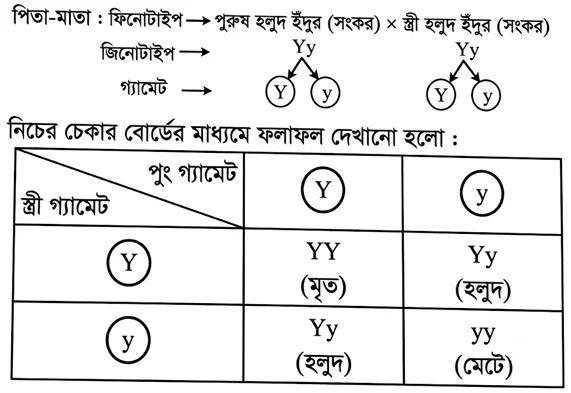 পিতা-মাতা : ফিনোটাইপ → পুরুষ হলুদ ইঁদুর (সংকর) × স্ত্রী হলুদ ইঁদুর (সংকর)
জিনোটাইপ → Yy Yy
গ্যামেট → Y y Y y
নিচের চেকার বোর্ডের মাধ্যমে ফলাফল দেখানো হলো :
পুং গ্যামেট
স্ত্রী গ্যামেট
Y y
Y YY Yy
(মৃত) (হলুদ)
y Yy yy
(হলুদ) (মেটে)